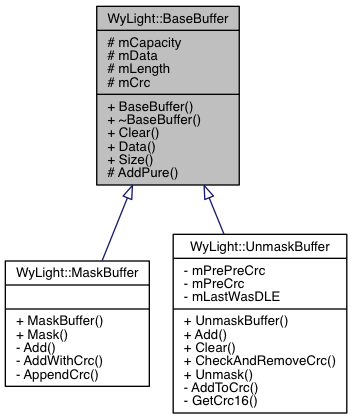 WyLight::BaseBuffer
# mCapacity
# mData
# mLength
# mCrc
+ BaseBuffer()
+ ~BaseBuffer()
+ Clear()
+ Data()
+ Size()
# AddPure()
WyLight::MaskBuffer
+ MaskBuffer()
+ Mask()
- Add()
- AddWithCrc()
- AppendCrc()
WyLight::UnmaskBuffer
- mPrePreCrc
- mPreCrc
- mLastWasDLE
+ UnmaskBuffer()
+ Add()
+ Clear()
+ CheckAndRemoveCrc()
+ Unmask()
- AddToCrc()
- GetCrc16()